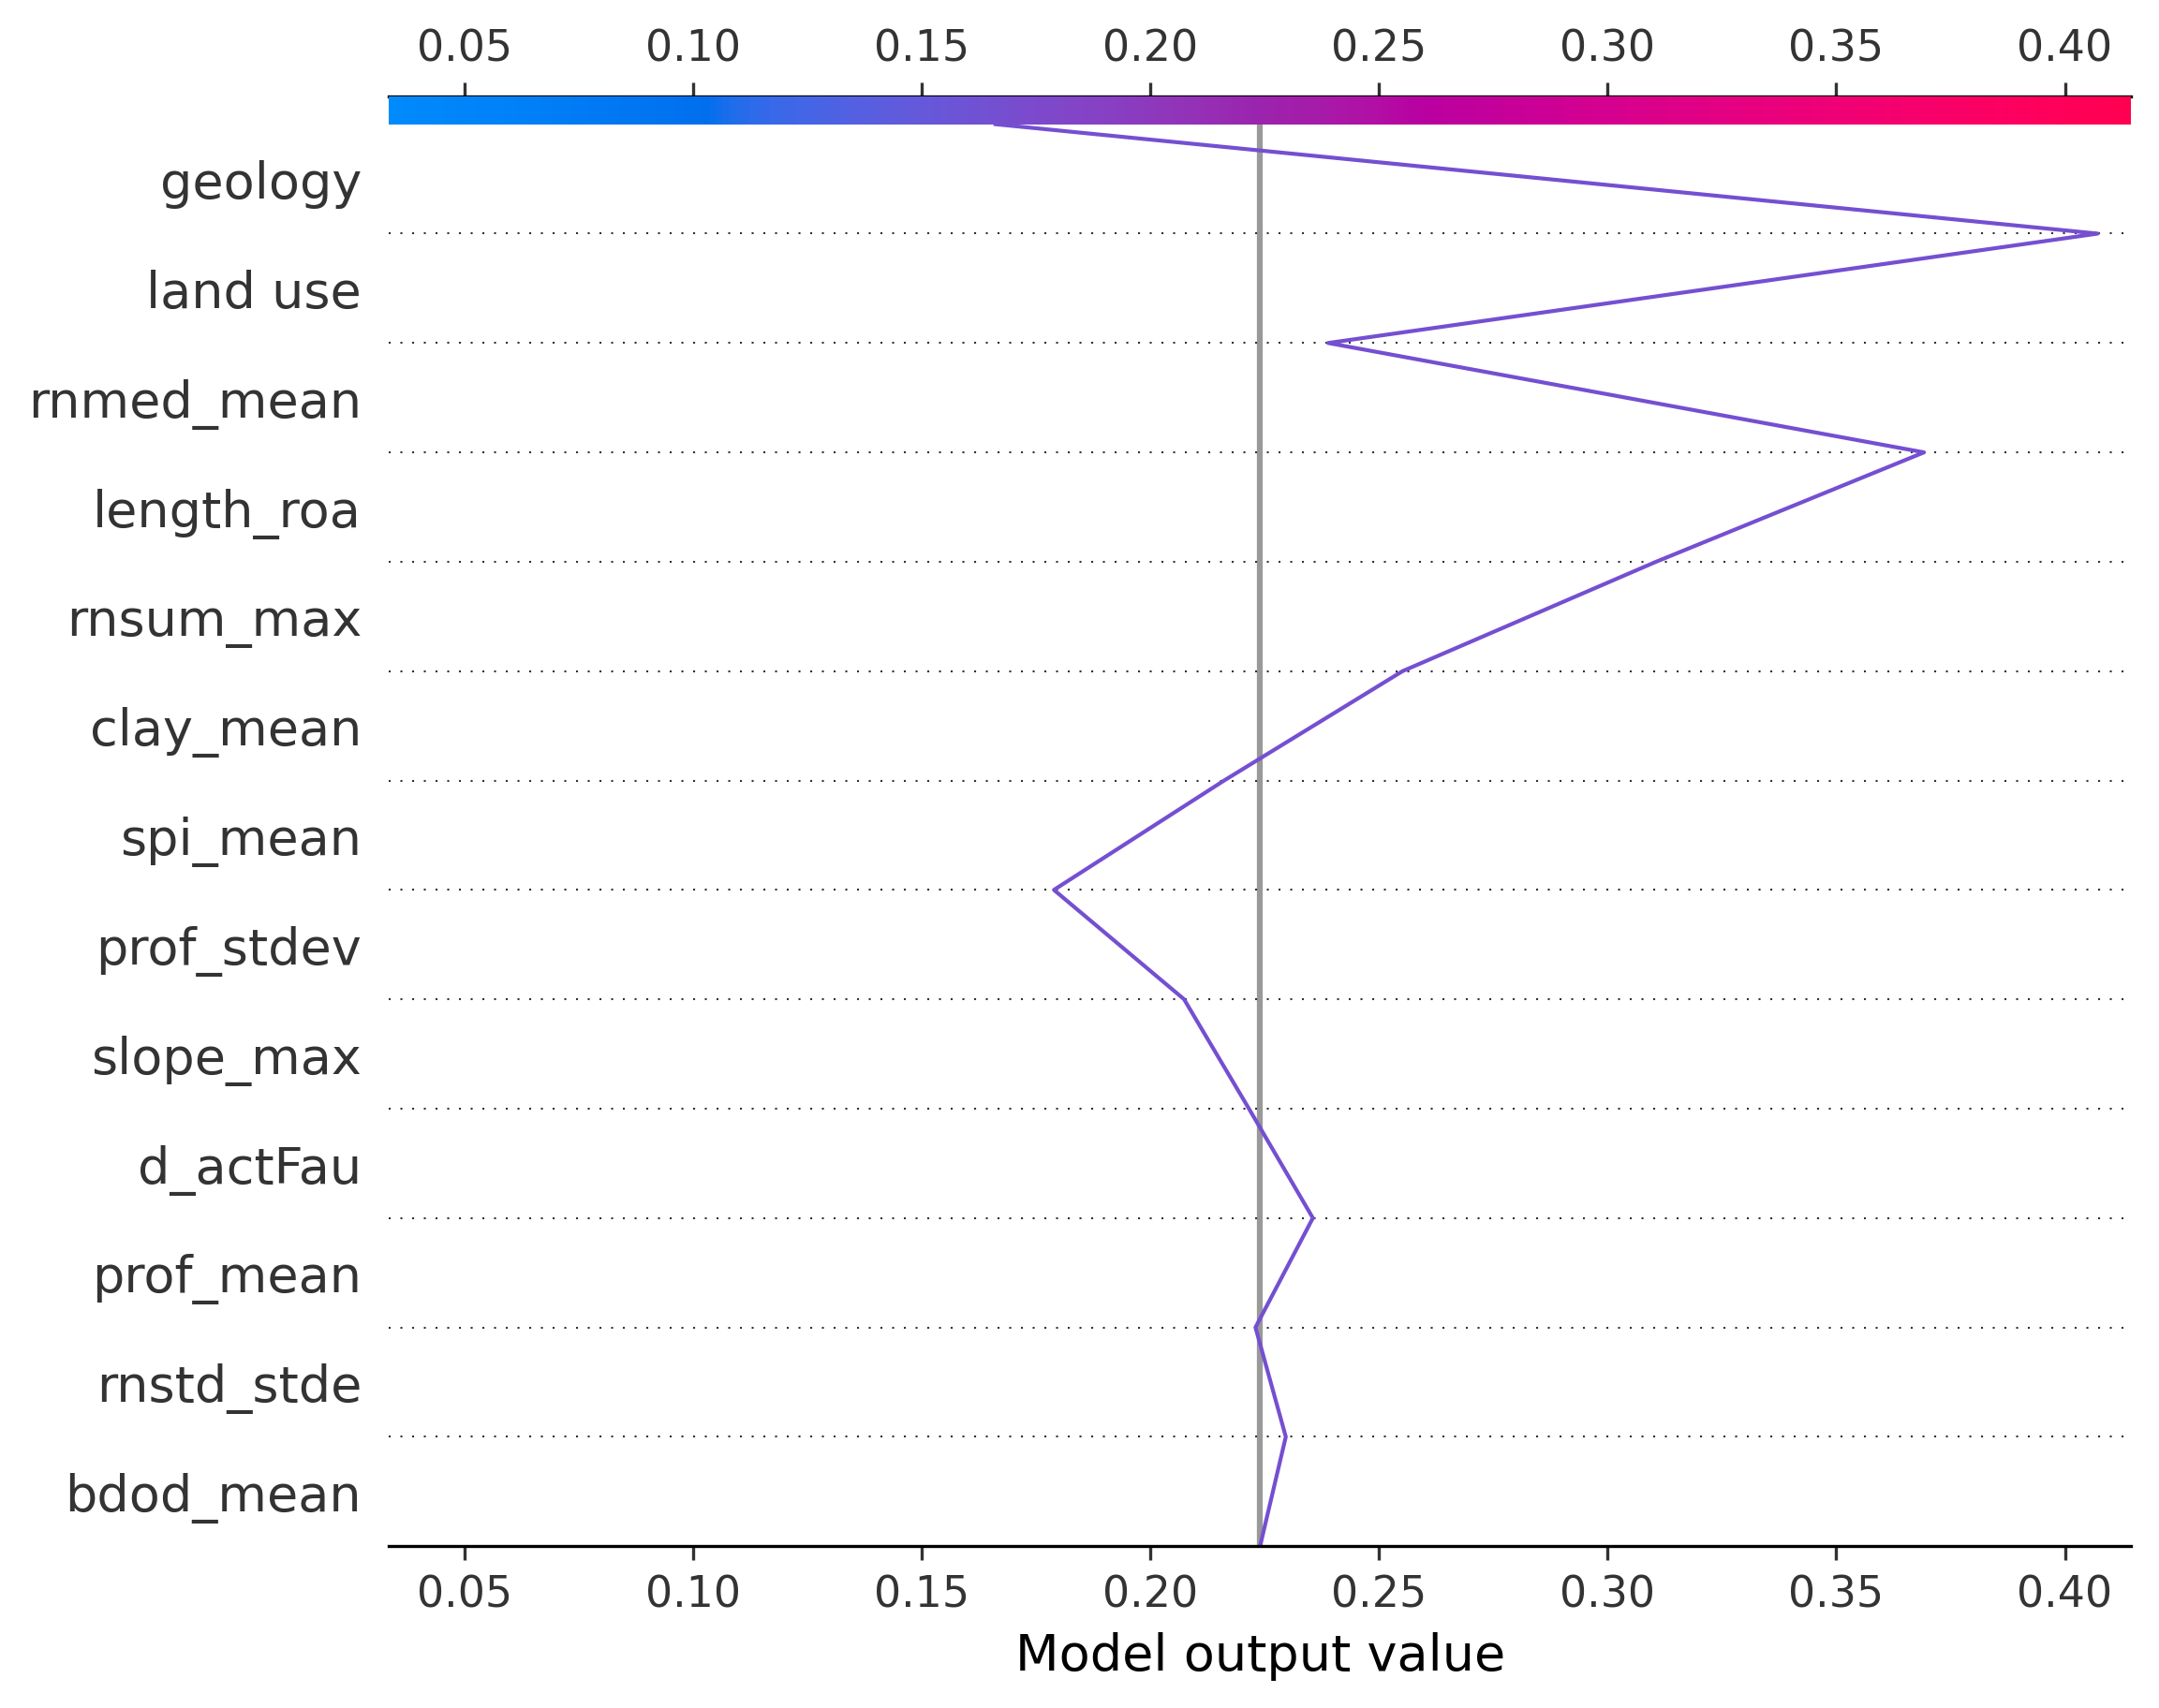 0.05 0.10 0.15 0.20 0.25 0.30 0.35 0.40
geology
land use
rnmed_mean
length_roa
rnsum_max
clay_mean
spi_mean
prof_stdev
slope_max
d_actFau
prof_mean
rnstd_stde
bdod_mean
0.05 0.10 0.15 0.20 0.25 0.30 0.35 0.40
Model output value